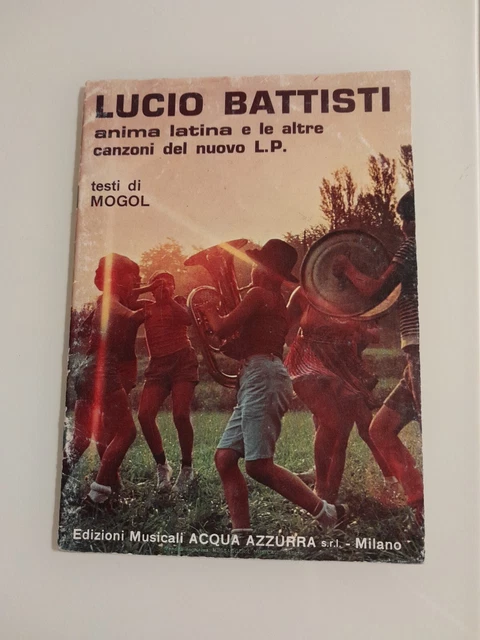 LUCIO BATTISTI
anima latina e le altre
canzoni del nuovo L.P.
testi di
MOGOL
Edizioni Musicali ACQUA AZZURRA s.r.l. - Milano